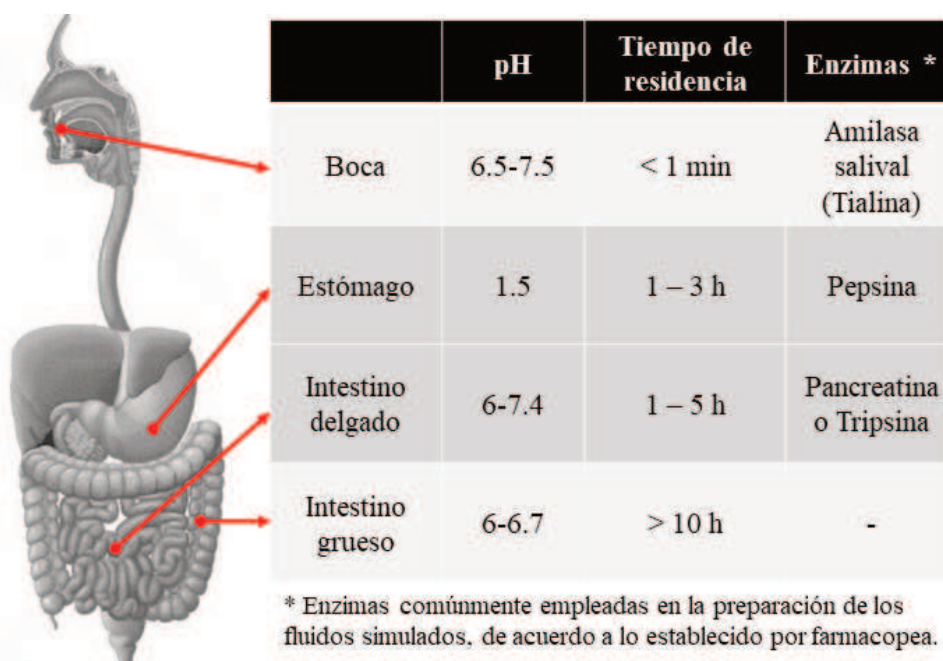 pH
Tiempo de
residencia
Enzimas *
Boca
6.5-7.5
< 1 min
Amilasa
salival
(Tialina)
Estómago
1.5
1 – 3 h
Pepsina
Intestino
delgado
6-7.4
1 – 5 h
Pancreatina
o Tripsina
Intestino
grueso
6-6.7
> 10 h
-
* Enzimas comúnmente empleadas en la preparación de los
fluidos simulados, de acuerdo a lo establecido por farmacopea.